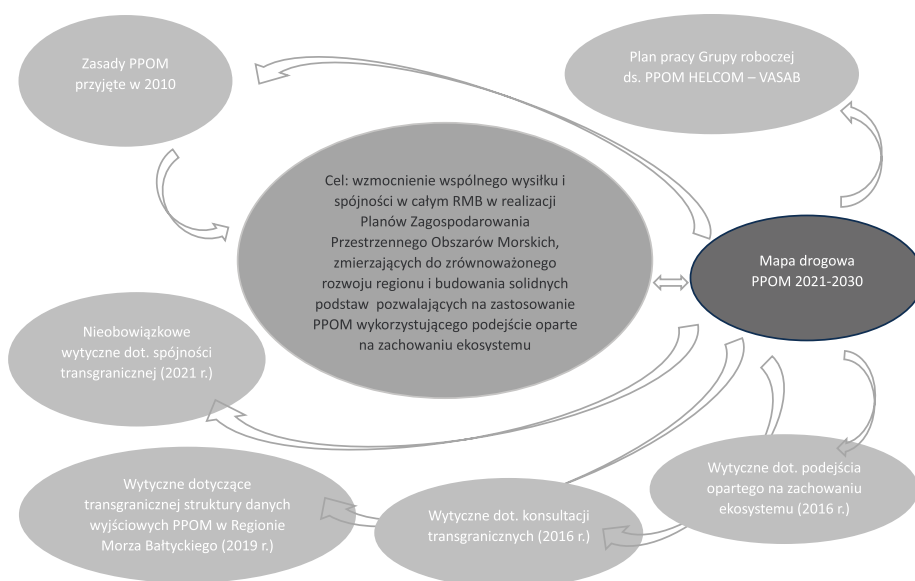 Zasady PPOM
przyjęte w 2010
Plan pracy Grupy roboczej
ds. PPOM HELCOM – VASAB
Cel: wzmocnienie wspólnego wysiłku i
spójności w całym RMB w realizacji
Planów Zagospodarowania
Przestrzennego Obszarów Morskich,
zmierzających do zrównoważonego
rozwoju regionu i budowania solidnych
podstaw pozwalających na zastosowanie
PPOM wykorzystującego podejście oparte
na zachowaniu ekosystemu
Mapa drogowa
PPOM 2021-2030
Nieobowiązkowe
wytyczne dot. spójności
transgranicznej (2021 r.)
Wytyczne dotyczące
transgranicznej struktury danych
wyjściowych PPOM w Regionie
Morza Bałtyckiego (2019 r.)
Wytyczne dot. konsultacji
transgranicznych (2016 r.)
Wytyczne dot. podejścia
opartego na zachowaniu
ekosystemu (2016 r.)